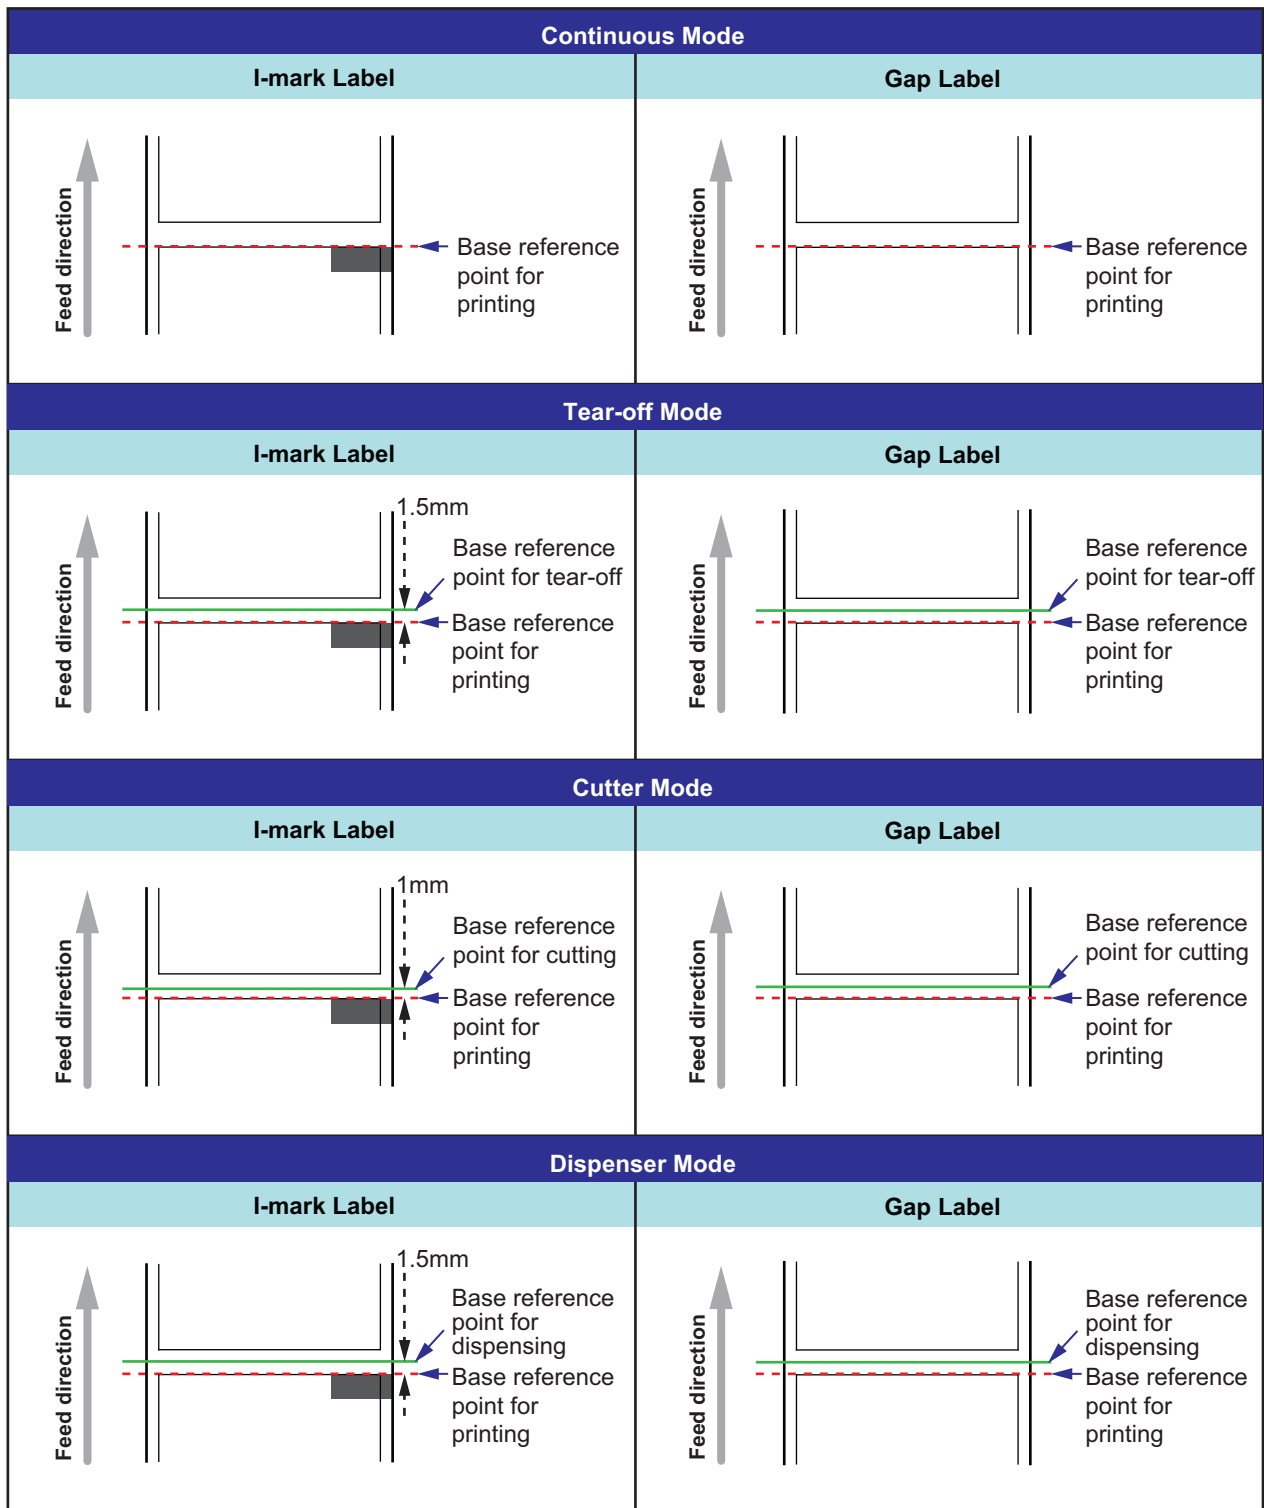 Continuous Mode
I-mark Label
Gap Label
Feed direction
Base reference
point for
printing
Feed direction
Base reference
point for
printing
Tear-off Mode
I-mark Label
Gap Label
Feed direction
1.5mm
Base reference
point for tear-off
Base reference
point for
printing
Feed direction
Base reference
point for tear-off
Base reference
point for
printing
Cutter Mode
I-mark Label
Gap Label
Feed direction
1mm
Base reference
point for cutting
Base reference
point for
printing
Feed direction
Base reference
point for cutting
Base reference
point for
printing
Dispenser Mode
I-mark Label
Gap Label
Feed direction
1.5mm
Base reference
point for
dispensing
Base reference
point for
printing
Feed direction
Base reference
point for
dispensing
Base reference
point for
printing